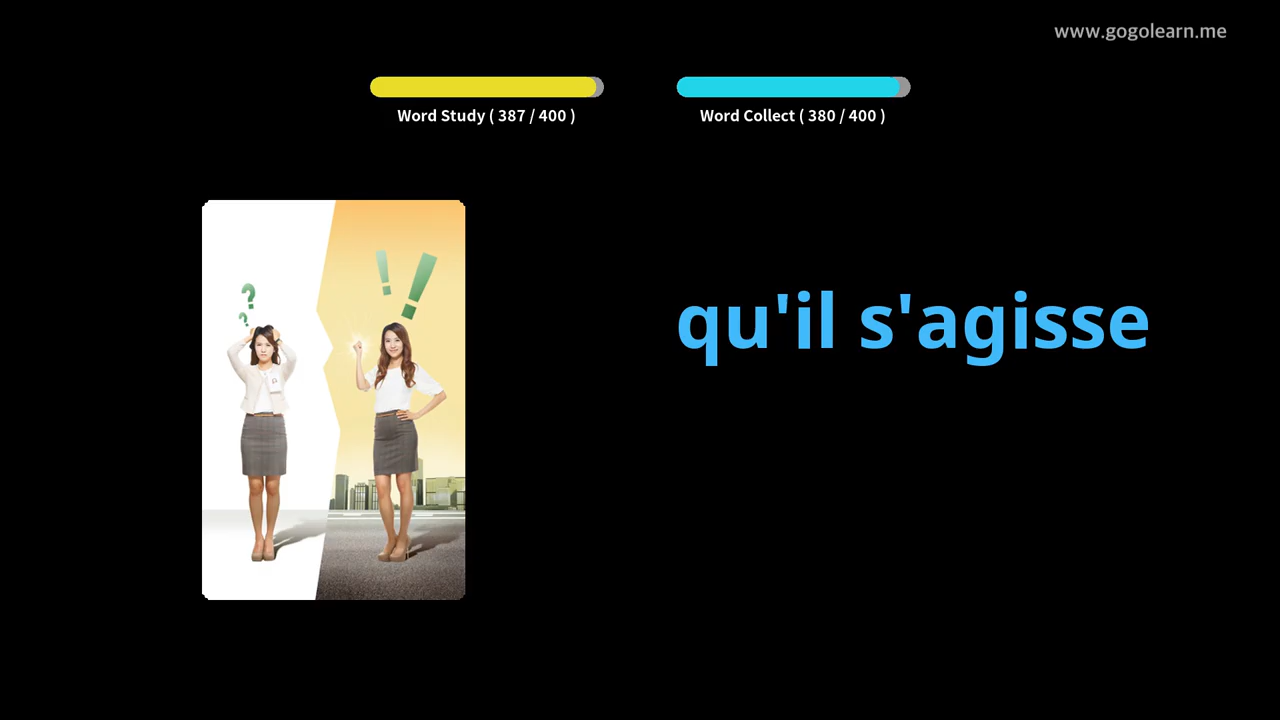 www.gogolearn.me
Word Study ( 387 / 400 )
Word Collect ( 380 / 400 )
? ?
! !
qu'il s'agisse